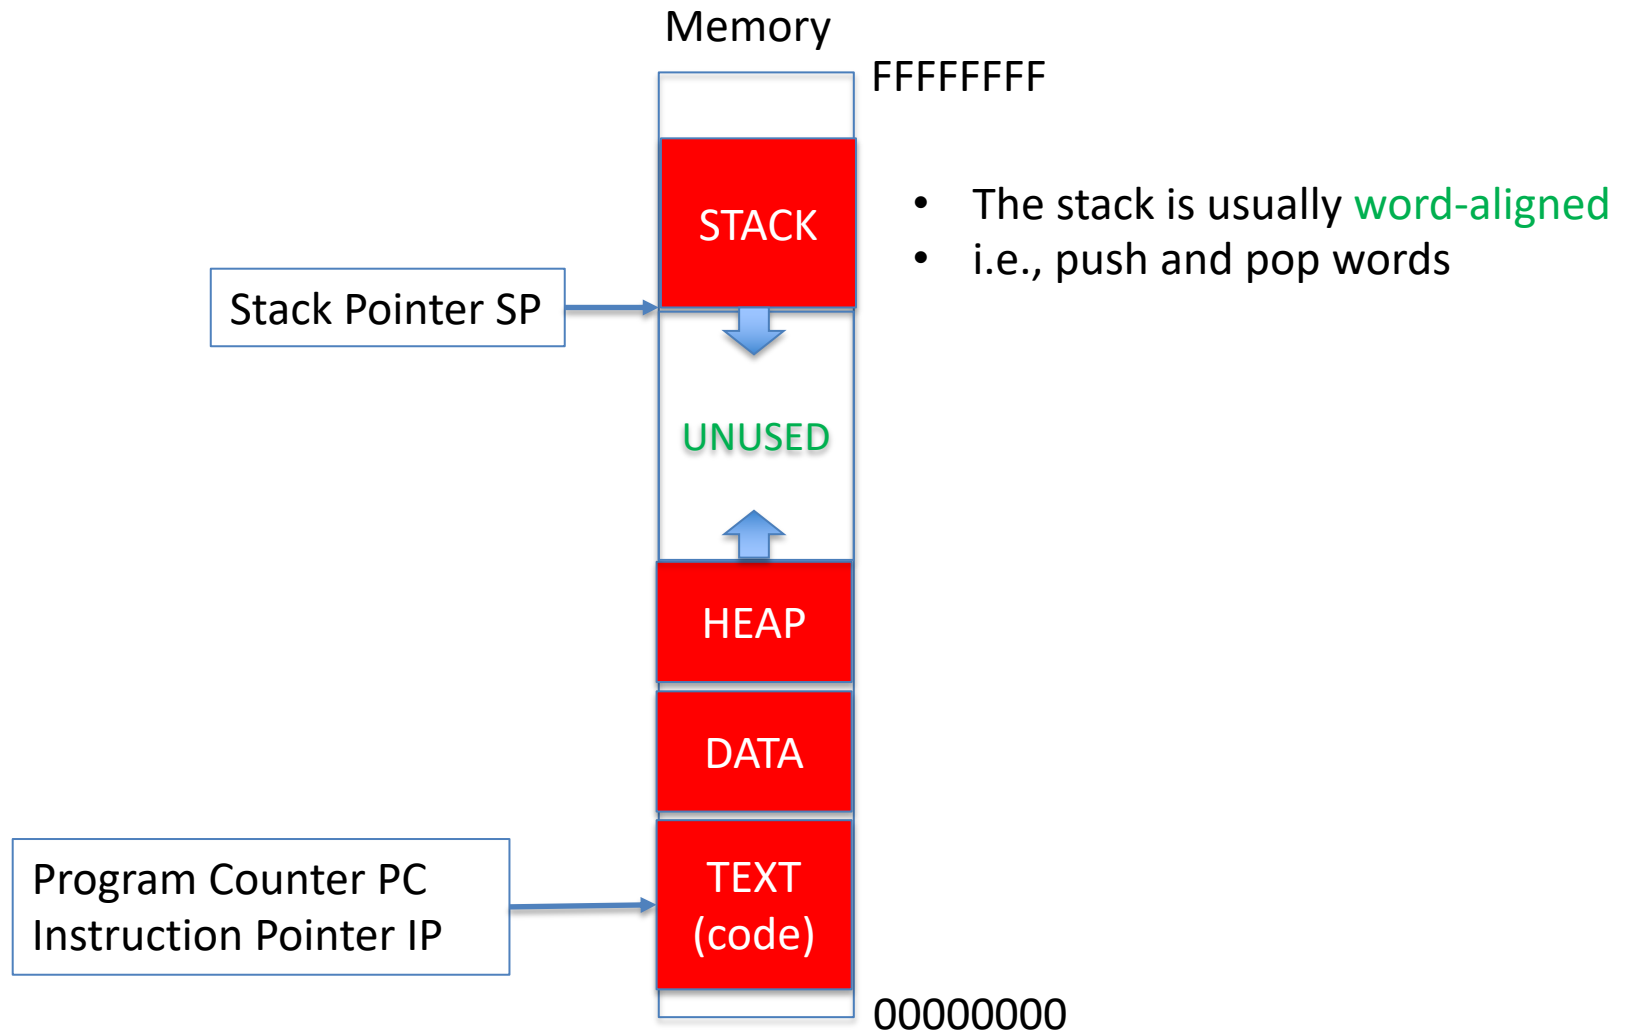 Memory
FFFFFFFF
STACK
• The stack is usually word-aligned
• i.e., push and pop words
Stack Pointer SP
UNUSED
HEAP
DATA
TEXT
(code)
Program Counter PC
Instruction Pointer IP
00000000